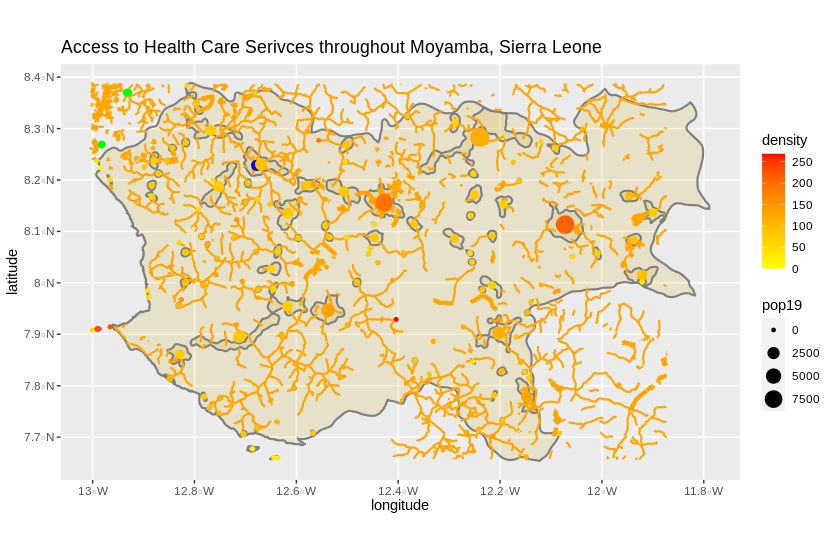 Access to Health Care Serivces throughout Moyamba, Sierra Leone
8.4°N
8.3°N
8.2°N
8.1°N
8°N
7.9°N
7.8°N
7.7°N
latitude
13°W
12.8°W
12.6°W
12.4°W
12.2°W
12°W
11.8°W
longitude
density
250
200
150
100
50
0
pop19
0
2500
5000
7500